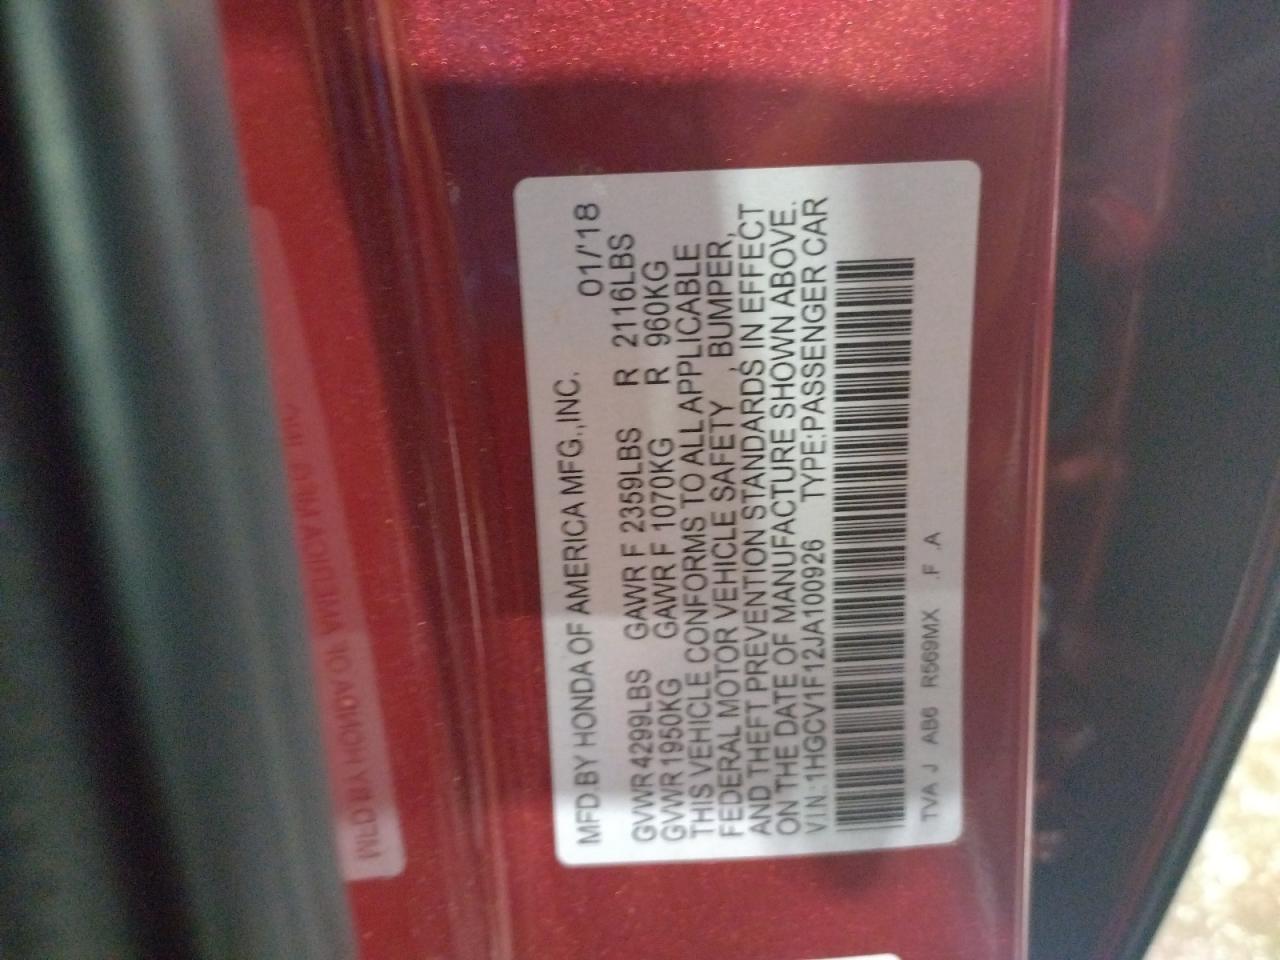 MFD.BY HONDA OF AMERICA MFG.,INC. 01/'18
GVWR 4299LBS GAWR F 2359LBS R 2116LBS
GVWR 1950KG GAWR F 1070KG R 960KG
THIS VEHICLE CONFORMS TO ALL APPLICABLE
FEDERAL MOTOR VEHICLE SAFETY , BUMPER,
AND THEFT PREVENTION STANDARDS IN EFFECT
ON THE DATE OF MANUFACTURE SHOWN ABOVE.
VIN:1HGCV1F12JA100926 TYPE:PASSENGER CAR
TVA J AB6 R569MX .F .A